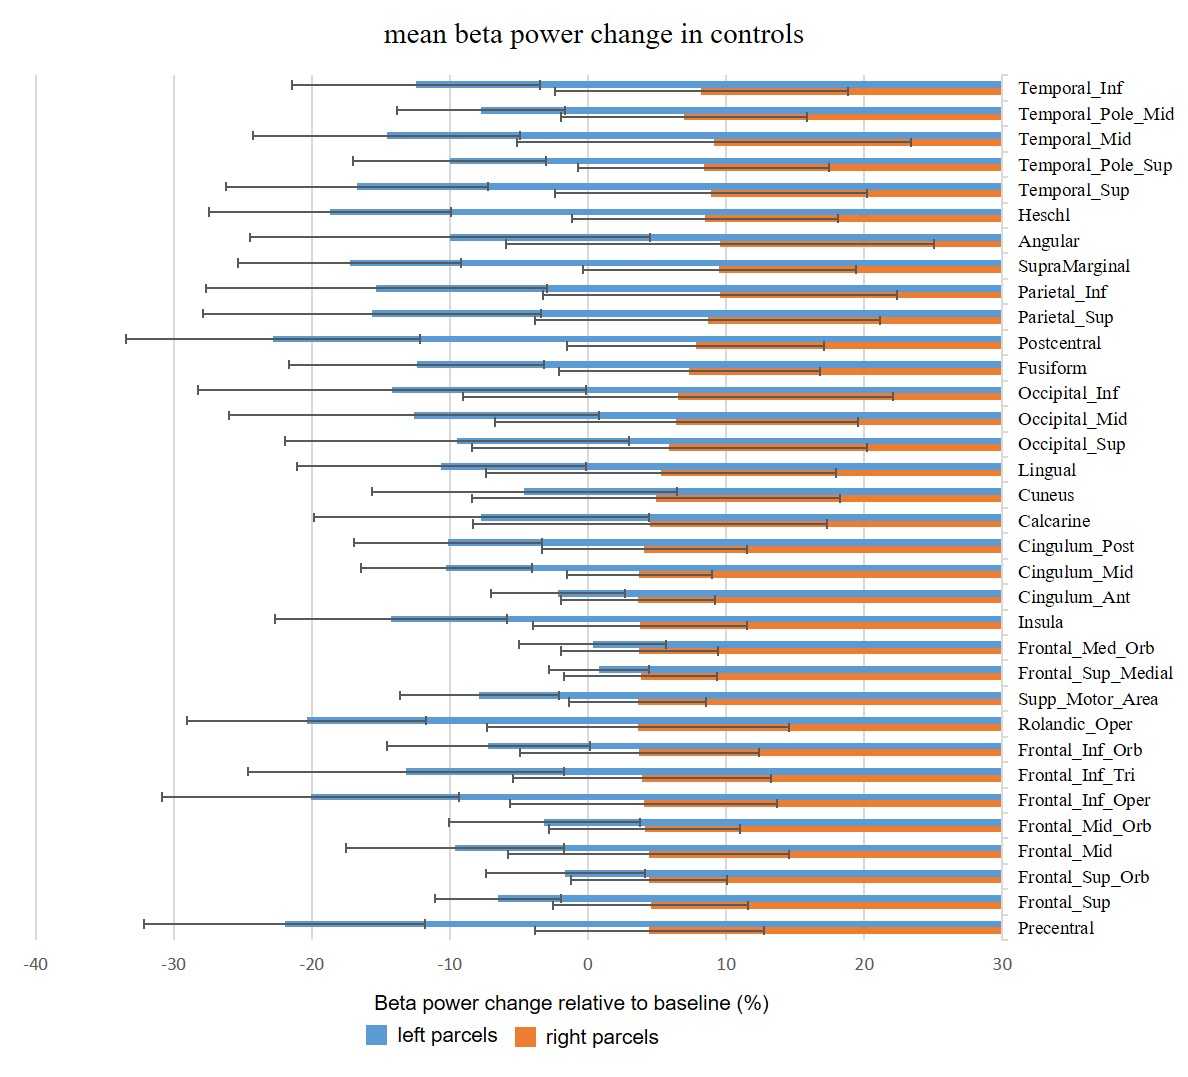 mean beta power change in controls
Temporal_Inf
Temporal_Pole_Mid
Temporal_Mid
Temporal_Pole_Sup
Temporal_Sup
Heschl
Angular
SupraMarginal
Parietal_Inf
Parietal_Sup
Postcentral
Fusiform
Occipital_Inf
Occipital_Mid
Occipital_Sup
Lingual
Cuneus
Calcarine
Cingulum_Post
Cingulum_Mid
Cingulum_Ant
Insula
Frontal_Med_Orb
Frontal_Sup_Medial
Supp_Motor_Area
Rolandic_Oper
Frontal_Inf_Orb
Frontal_Inf_Tri
Frontal_Inf_Oper
Frontal_Mid_Orb
Frontal_Mid
Frontal_Sup_Orb
Frontal_Sup
Precentral
-40 -30 -20 -10 0 10 20 30
Beta power change relative to baseline (%)
left parcels right parcels